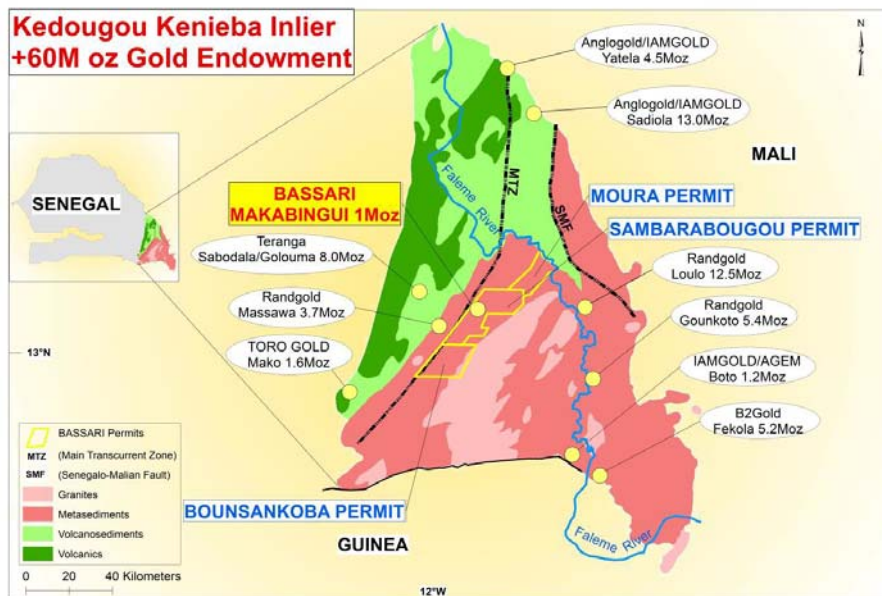 Kedougou Kenieba Inlier
+60M oz Gold Endowment
N
Anglogold/IAMGOLD
Yatela 4.5Moz
Anglogold/IAMGOLD
Sadiola 13.0Moz
MALI
SENEGAL
Faleme River
MTZ
SMF
BASSARI
MAKABINGUI 1Moz
MOURA PERMIT
SAMBARABOUGOU PERMIT
Teranga
Sabodala/Golouma 8.0Moz
Randgold
Loulo 12.5Moz
Randgold
Massawa 3.7Moz
Randgold
Gounkoto 5.4Moz
13°N
TORO GOLD
Mako 1.6Moz
IAMGOLD/AGEM
Boto 1.2Moz
B2Gold
Fekola 5.2Moz
BASSARI Permits
MTZ (Main Transcurrent Zone)
SMF (Senegalo-Malian Fault)
Granites
Metasediments
Volcanosediments
Volcanics
BOUNSANKOBA PERMIT
GUINEA
Faleme River
0 20 40 Kilometers
12°W